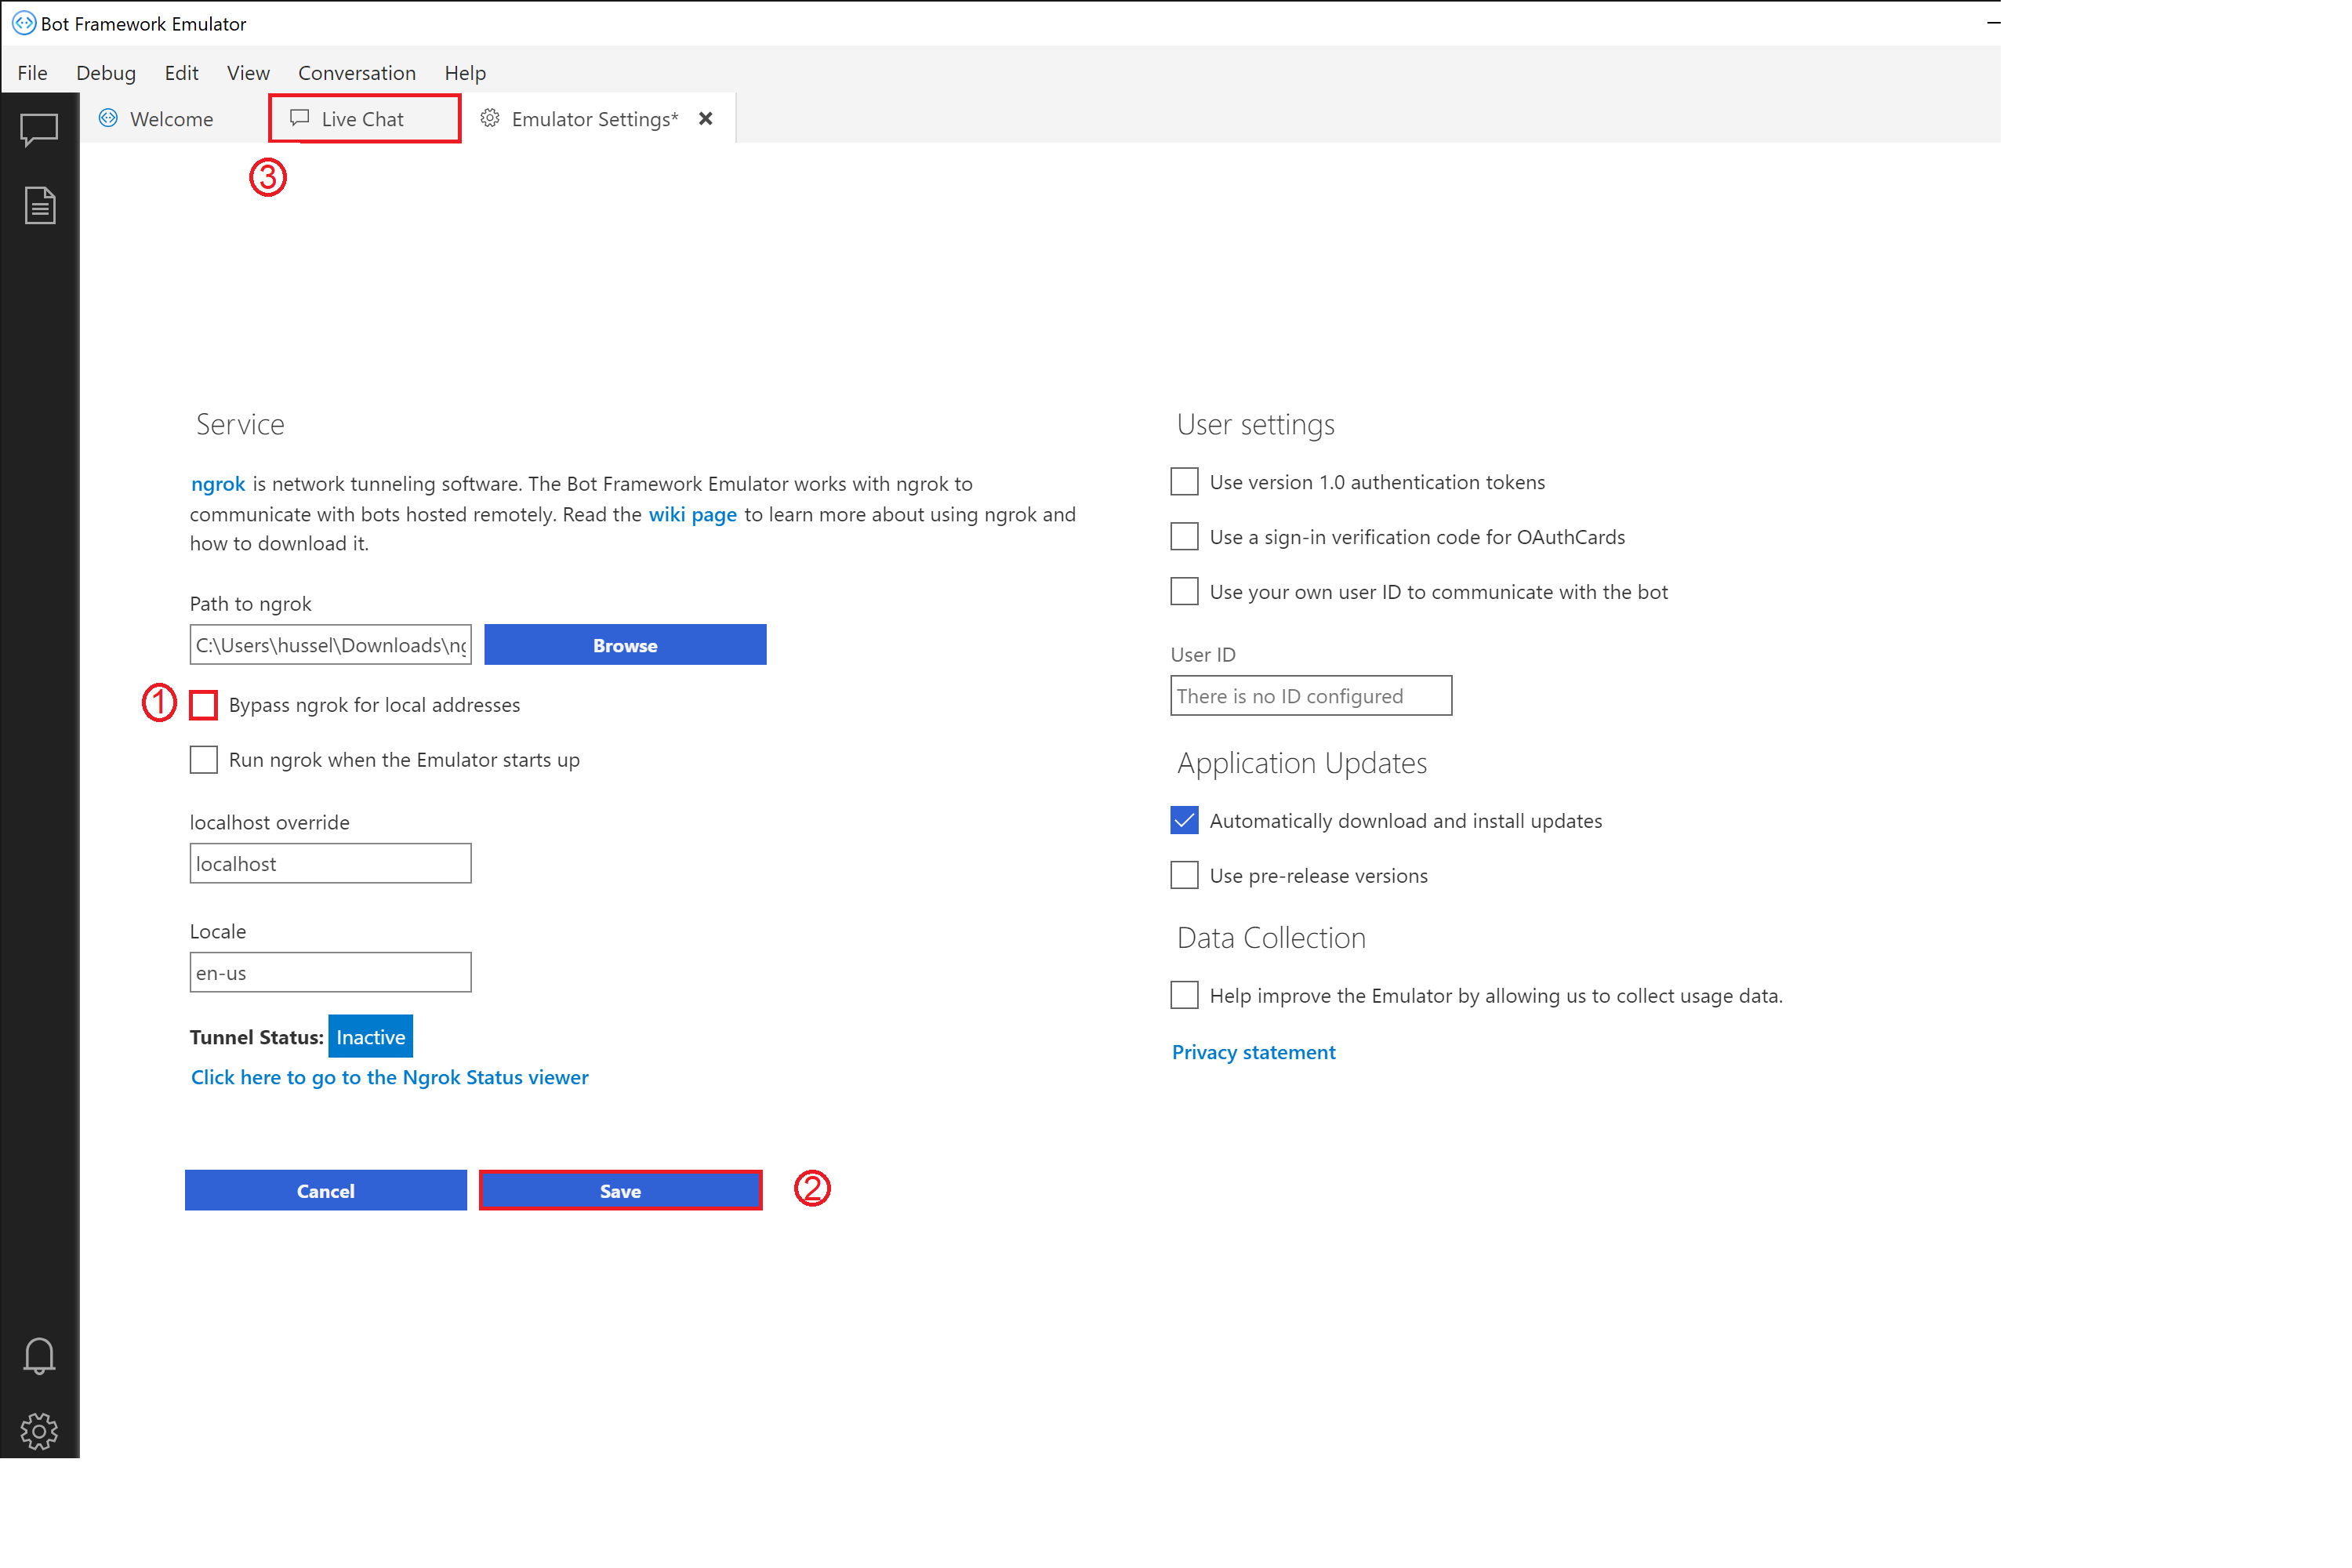 Bot Framework Emulator
File Debug Edit View Conversation Help
Welcome Live Chat Emulator Settings*
③
Service
ngrok is network tunneling software. The Bot Framework Emulator works with ngrok to
communicate with bots hosted remotely. Read the wiki page to learn more about using ngrok and
how to download it.
Path to ngrok
C:\Users\hussel\Downloads\ng
Browse
① Bypass ngrok for local addresses
Run ngrok when the Emulator starts up
localhost override
localhost
Locale
en-us
Tunnel Status: Inactive
Click here to go to the Ngrok Status viewer
Cancel Save ②
User settings
Use version 1.0 authentication tokens
Use a sign-in verification code for OAuthCards
Use your own user ID to communicate with the bot
User ID
There is no ID configured
Application Updates
Automatically download and install updates
Use pre-release versions
Data Collection
Help improve the Emulator by allowing us to collect usage data.
Privacy statement